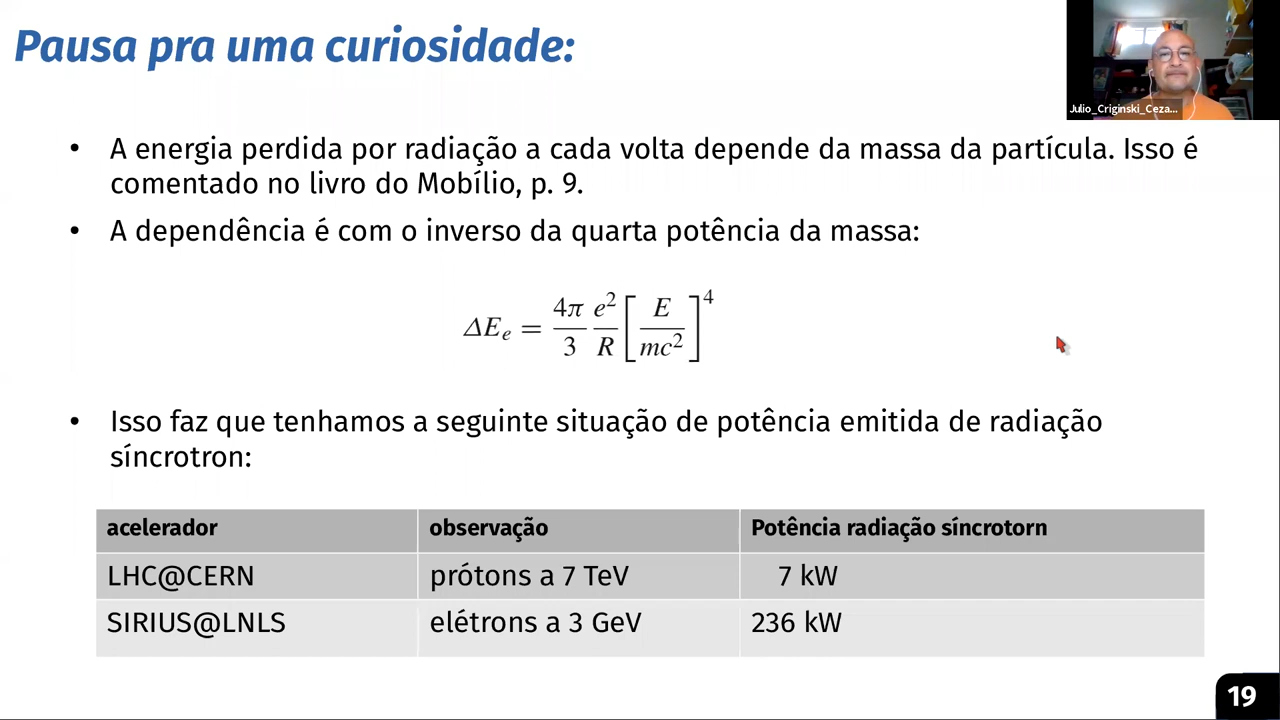 Pausa pra uma curiosidade:
Julio_Criginski_Ceza...
• A energia perdida por radiação a cada volta depende da massa da partícula. Isso é
comentado no livro do Mobílio, p. 9.
• A dependência é com o inverso da quarta potência da massa:
ΔE_e = 4π/3 e²/R [E/mc²]⁴
• Isso faz que tenhamos a seguinte situação de potência emitida de radiação
síncrotron:
acelerador observação Potência radiação síncrotorn
LHC@CERN prótons a 7 TeV 7 kW
SIRIUS@LNLS elétrons a 3 GeV 236 kW
19